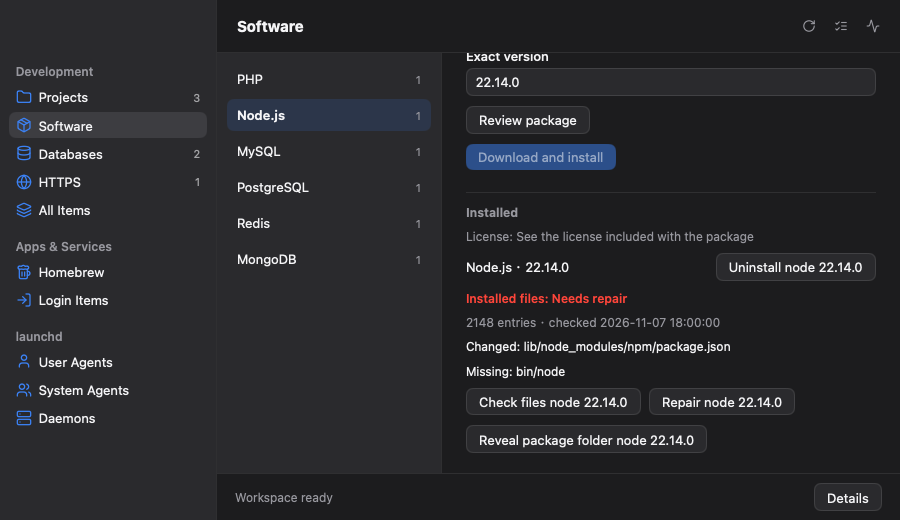 Software
Development
Projects 3
Software
Databases 2
HTTPS 1
All Items
Apps & Services
Homebrew
Login Items
launchd
User Agents
System Agents
Daemons
PHP 1
Node.js 1
MySQL 1
PostgreSQL 1
Redis 1
MongoDB 1
Exact version
22.14.0
Review package
Download and install
Installed
License: See the license included with the package
Node.js · 22.14.0
Uninstall node 22.14.0
Installed files: Needs repair
2148 entries · checked 2026-11-07 18:00:00
Changed: lib/node_modules/npm/package.json
Missing: bin/node
Check files node 22.14.0
Repair node 22.14.0
Reveal package folder node 22.14.0
Workspace ready
Details